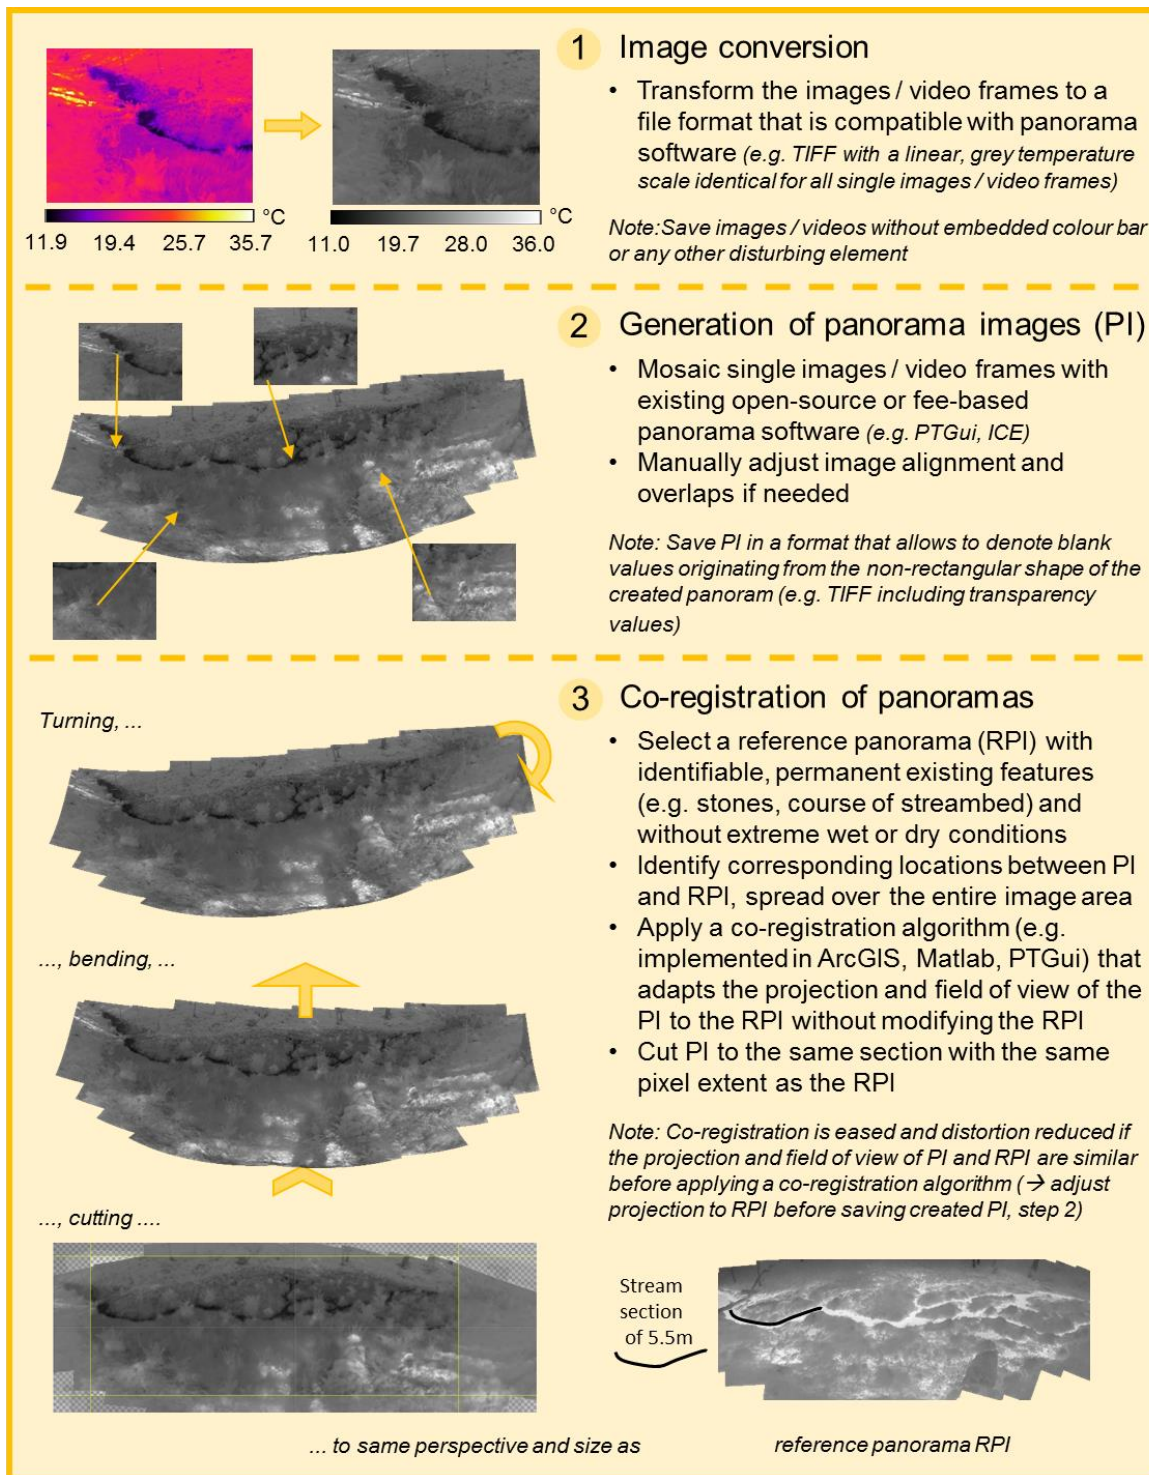 1 Image conversion
• Transform the images / video frames to a
file format that is compatible with panorama
software (e.g. TIFF with a linear, grey temperature
scale identical for all single images / video frames)
Note:Save images / videos without embedded colour bar
or any other disturbing element
°C
11.9 19.4 25.7 35.7
°C
11.0 19.7 28.0 36.0
2 Generation of panorama images (PI)
• Mosaic single images / video frames with
existing open-source or fee-based
panorama software (e.g. PTGui, ICE)
• Manually adjust image alignment and
overlaps if needed
Note: Save PI in a format that allows to denote blank
values originating from the non-rectangular shape of the
created panoram (e.g. TIFF including transparency
values)
3 Co-registration of panoramas
• Select a reference panorama (RPI) with
identifiable, permanent existing features
(e.g. stones, course of streambed) and
without extreme wet or dry conditions
• Identify corresponding locations between PI
and RPI, spread over the entire image area
• Apply a co-registration algorithm (e.g.
implemented in ArcGIS, Matlab, PTGui) that
adapts the projection and field of view of the
PI to the RPI without modifying the RPI
• Cut PI to the same section with the same
pixel extent as the RPI
Note: Co-registration is eased and distortion reduced if
the projection and field of view of PI and RPI are similar
before applying a co-registration algorithm (→ adjust
projection to RPI before saving created PI, step 2)
Turning, ...
..., bending, ...
..., cutting ....
Stream
section
of 5.5m
... to same perspective and size as
reference panorama RPI